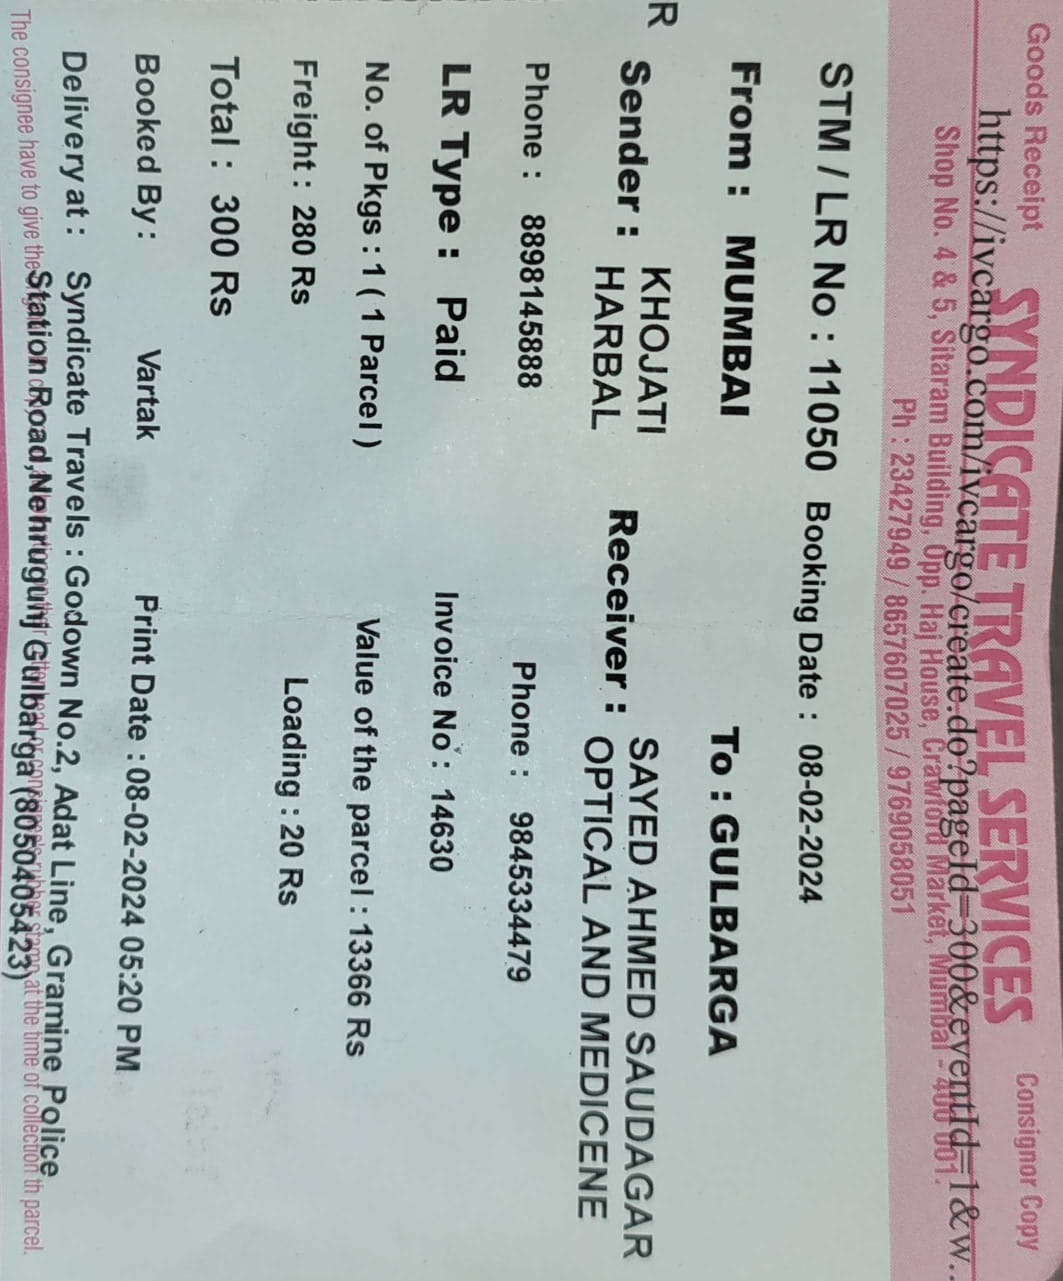 Goods Receipt SYNDICATE TRAVEL SERVICES Consignor Copy
https://ivcargo.com/ivcargo/create.do?pageId=300&eventId=1&w..
Shop No. 4 & 5, Sitaram Building, Opp. Haj House, Crawford Market, Mumbai - 400 001.
Ph : 23427949 / 8657607025 / 9769058051
STM / LR No : 11050 Booking Date : 08-02-2024
From : MUMBAI To : GULBARGA
R
Sender : KHOJATI HARBAL Receiver : SAYED AHMED SAUDAGAR OPTICAL AND MEDICENE
Phone : 8898145888 Phone : 9845334479
LR Type : Paid Invoice No : 14630
No. of Pkgs : 1 ( 1 Parcel ) Value of the parcel : 13366 Rs
Freight : 280 Rs Loading : 20 Rs
Total : 300 Rs
Booked By : Vartak Print Date : 08-02-2024 05:20 PM
Delivery at : Syndicate Travels : Godown No.2, Adat Line, Gramine Police
Station Road,Nehrugunj Gulbarga (8050405423)
The consignee have to give the stamp at the time of collection th parcel.